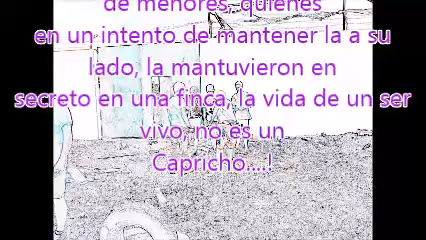 de menores, quienes
en un intento de mantener la a su
lado, la mantuvieron en
secreto en una finca, la vida de un ser
vivo, no es un
Capricho....!